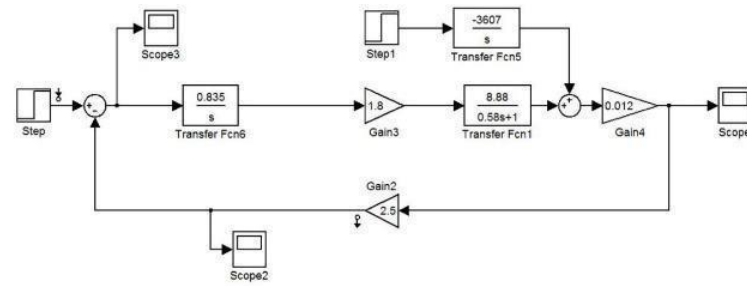 -3607
s
Step1
Transfer Fcn5
Scope3
+
-
0.835
s
1.8
8.88
0.58s+1
+
+
0.012
Step
Transfer Fcn6
Gain3
Transfer Fcn1
Gain4
Scope
Gain2
2.5
Scope2